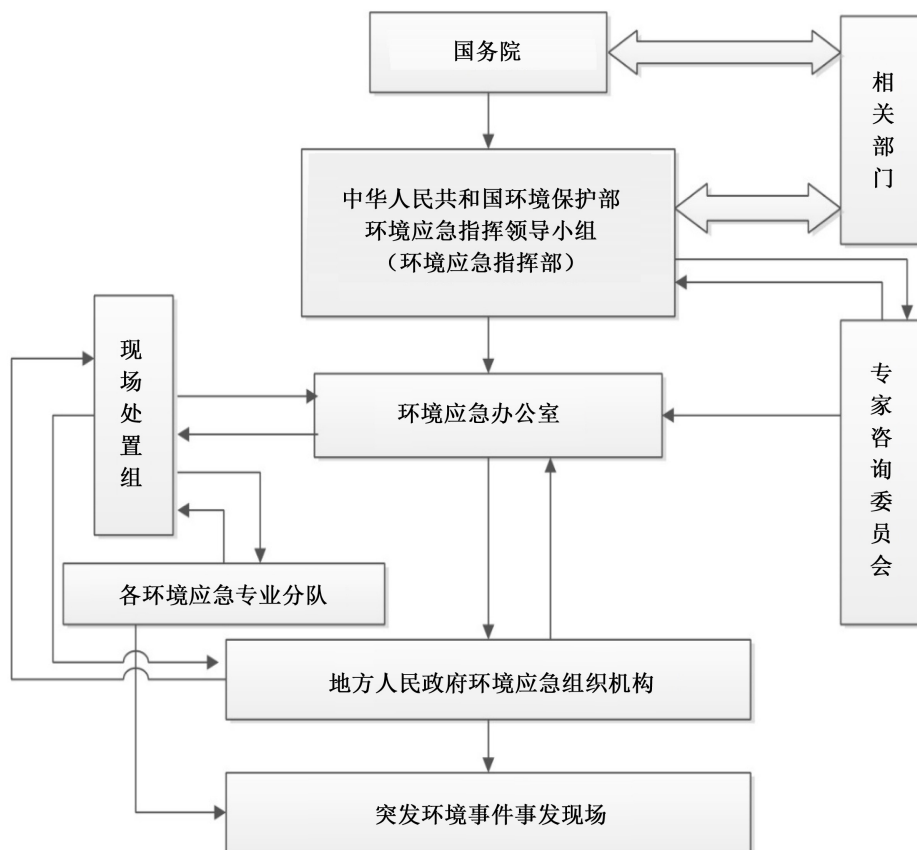 国务院
相关部门
中华人民共和国环境保护部
环境应急指挥领导小组
（环境应急指挥部）
现场处置组
环境应急办公室
专家咨询委员会
各环境应急专业分队
地方人民政府环境应急组织机构
突发环境事件事发现场